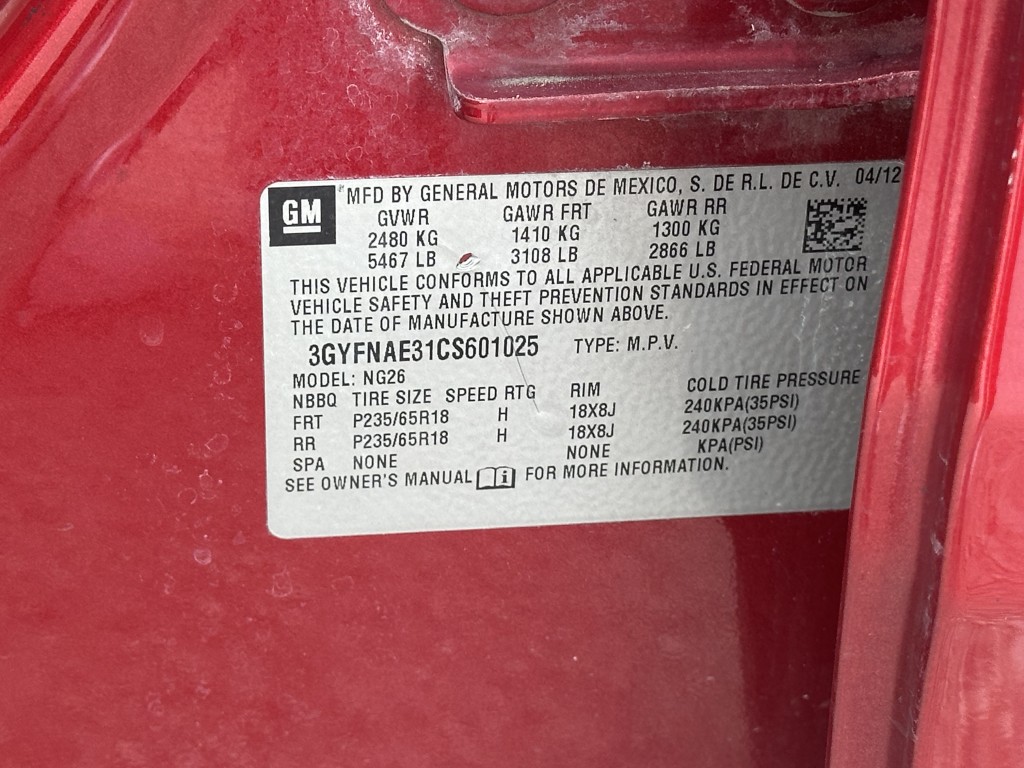 GM
MFD BY GENERAL MOTORS DE MEXICO, S. DE R.L. DE C.V. 04/12
GVWR GAWR FRT GAWR RR
2480 KG 1410 KG 1300 KG
5467 LB 3108 LB 2866 LB
THIS VEHICLE CONFORMS TO ALL APPLICABLE U.S. FEDERAL MOTOR
VEHICLE SAFETY AND THEFT PREVENTION STANDARDS IN EFFECT ON
THE DATE OF MANUFACTURE SHOWN ABOVE.
3GYFNAE31CS601025 TYPE: M.P.V.
MODEL: NG26
NBBQ TIRE SIZE SPEED RTG RIM COLD TIRE PRESSURE
FRT P235/65R18 H 18X8J 240KPA(35PSI)
RR P235/65R18 H 18X8J 240KPA(35PSI)
SPA NONE NONE KPA(PSI)
SEE OWNER'S MANUAL FOR MORE INFORMATION.